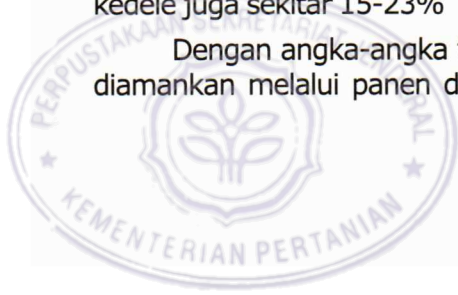 kedele juga sekitar 15-23%
Dengan angka-angka
diamankan melalui panen d
PERPUSTAKAAN SEKRETARIAT JENDERAL
KEMENTERIAN PERTANIAN